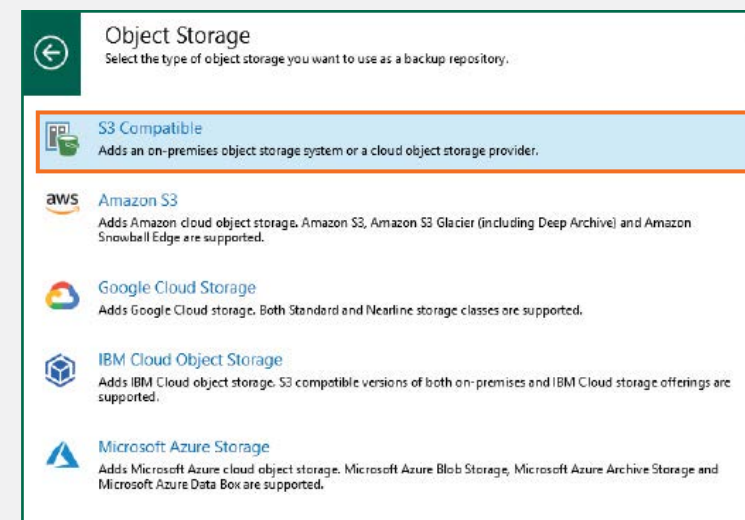 Object Storage
Select the type of object storage you want to use as a backup repository.
S3 Compatible
Adds an on-premises object storage system or a cloud object storage provider.
aws
Amazon S3
Adds Amazon cloud object storage. Amazon S3, Amazon S3 Glacier (including Deep Archive) and Amazon
Snowball Edge are supported.
Google Cloud Storage
Adds Google Cloud storage. Both Standard and Nearline storage classes are supported.
IBM Cloud Object Storage
Adds IBM Cloud object storage. S3 compatible versions of both on-premises and IBM Cloud storage offerings are
supported.
Microsoft Azure Storage
Adds Microsoft Azure cloud object storage. Microsoft Azure Blob Storage, Microsoft Azure Archive Storage and
Microsoft Azure Data Box are supported.